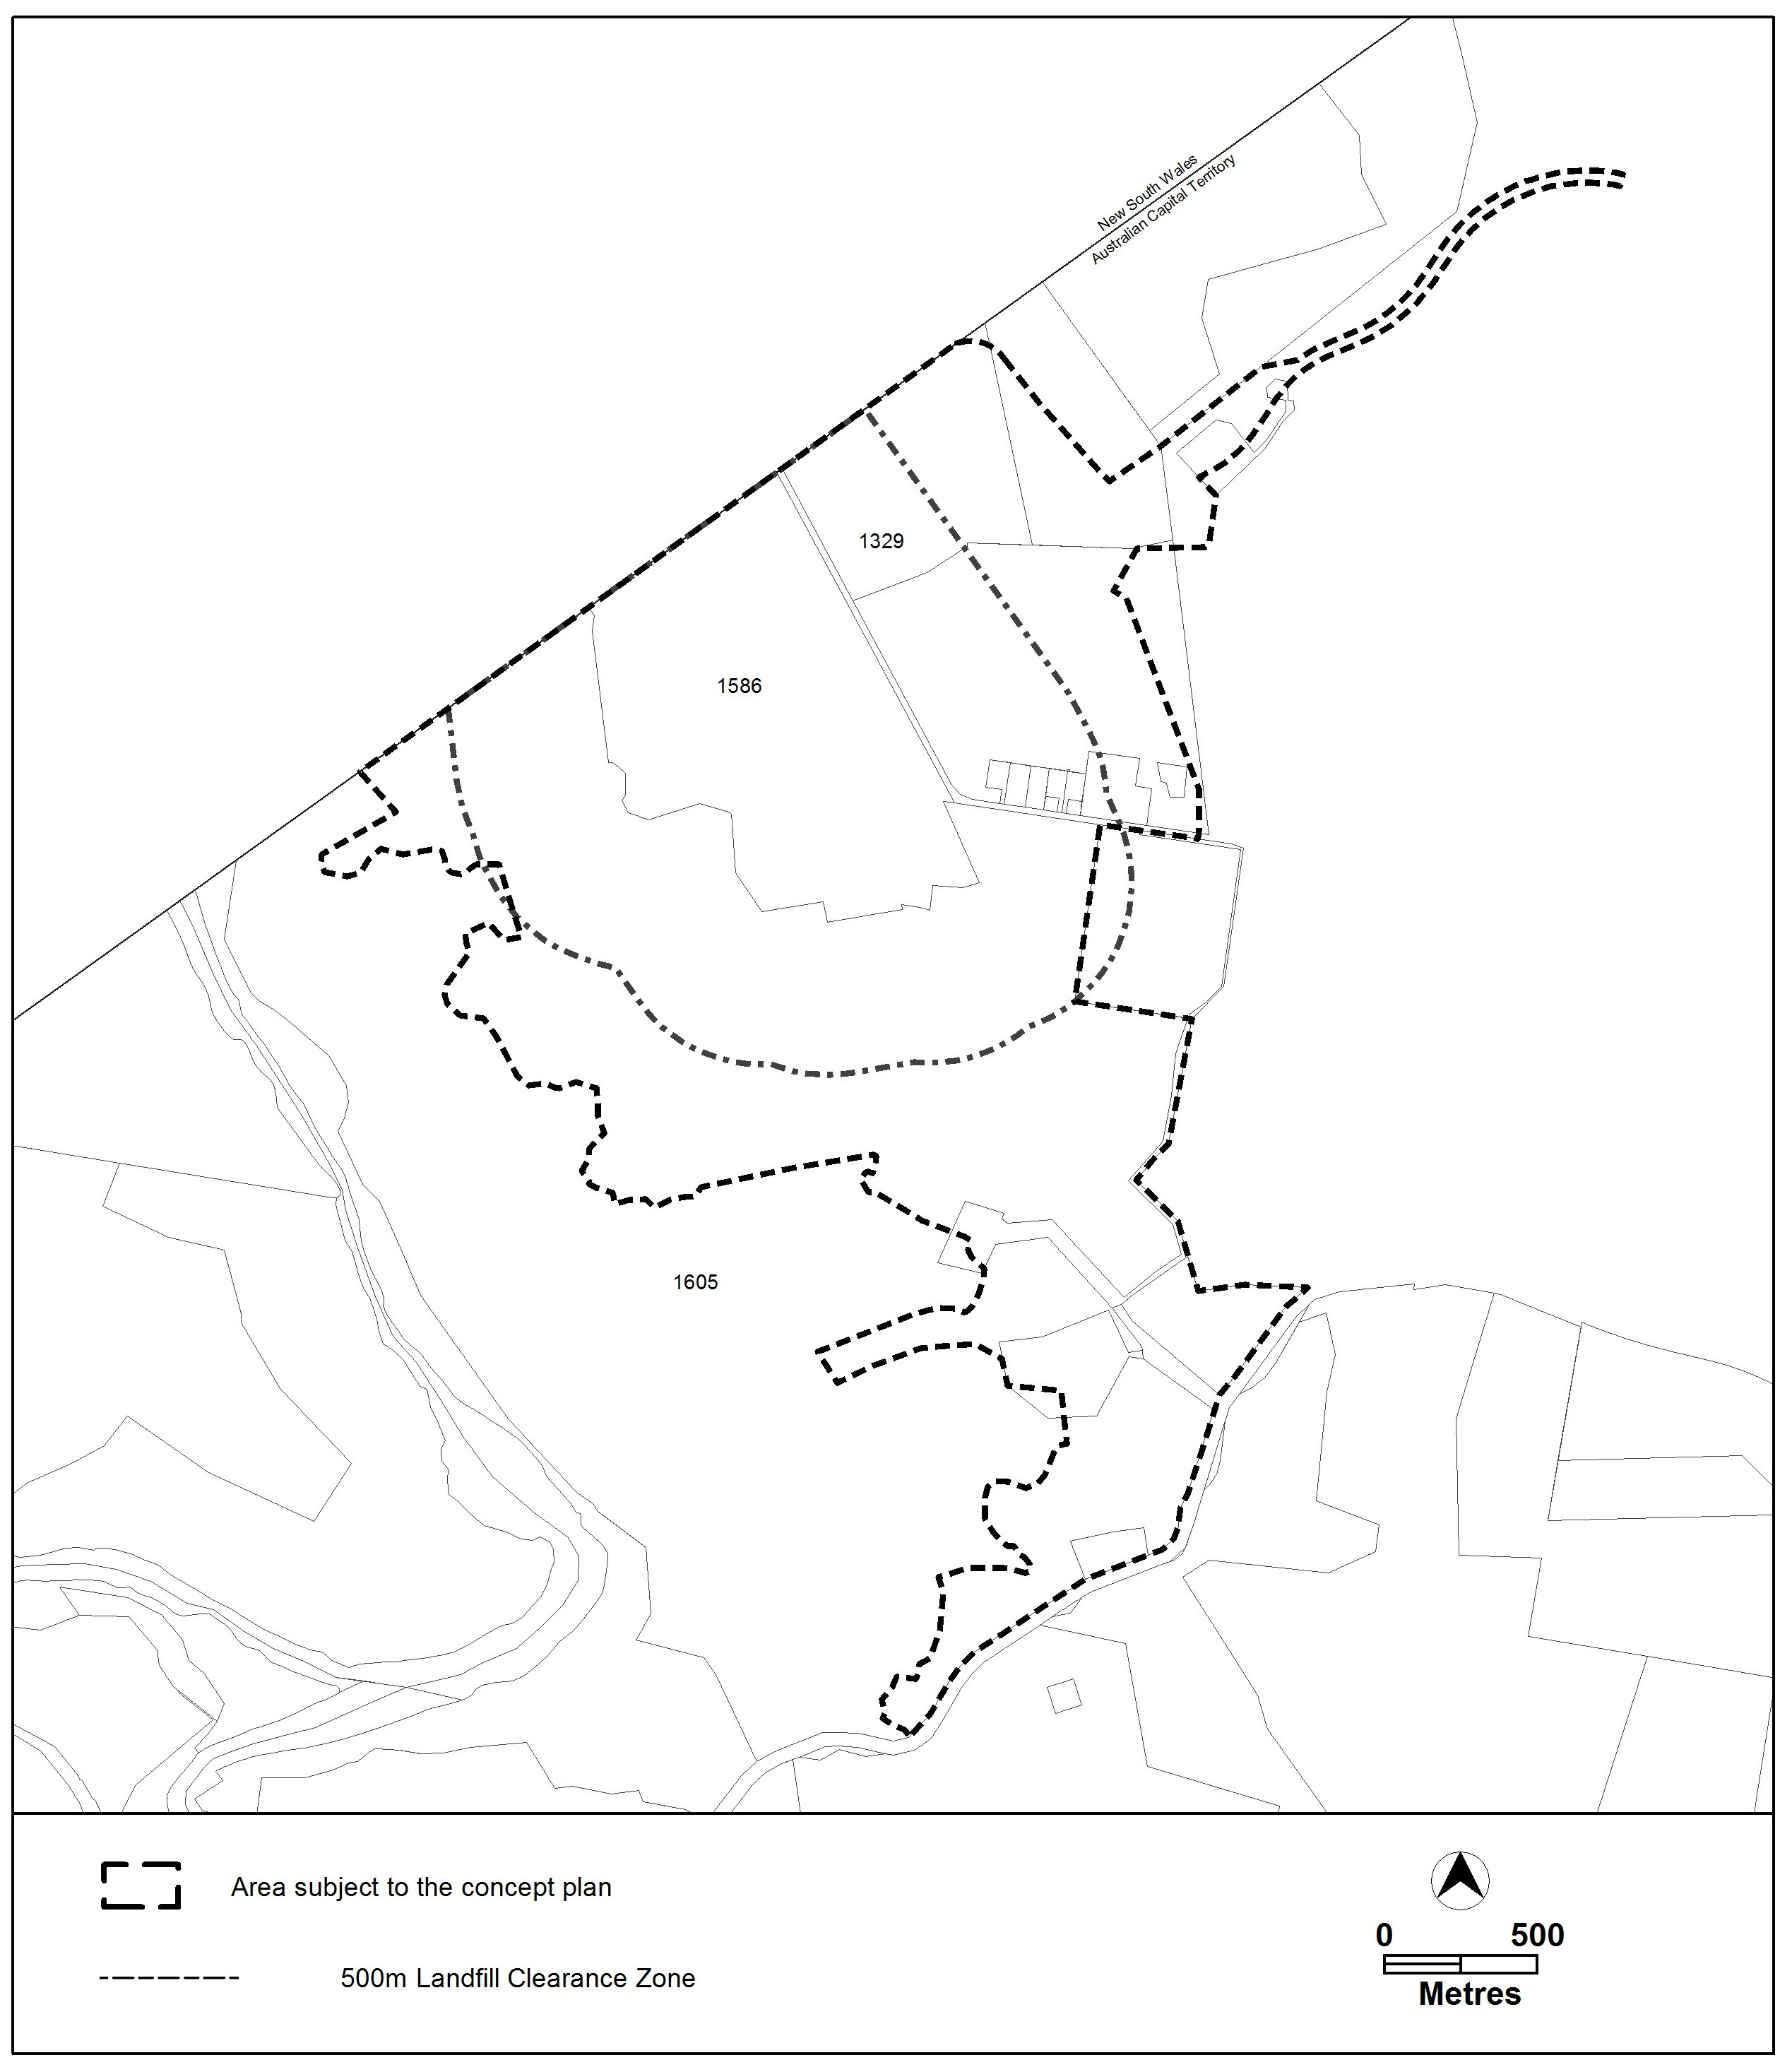 New South Wales
Australian Capital Territory
1329
1586
1605
Area subject to the concept plan
500m Landfill Clearance Zone
0 500
Metres